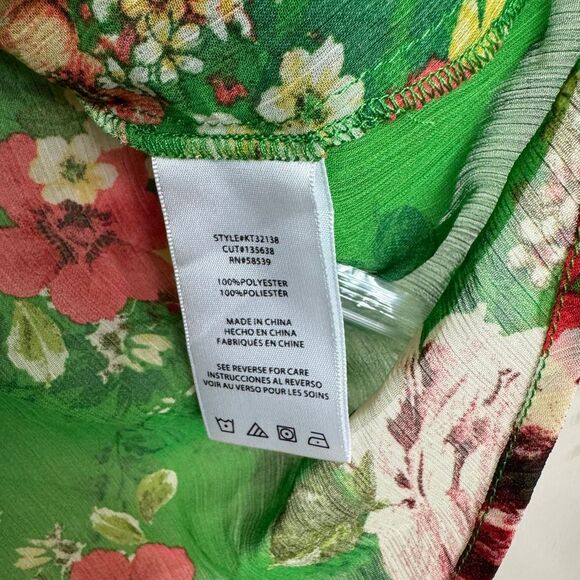 STYLE#KT32138
CUT#135638
RN#58539
100%POLYESTER
100%POLIESTER
MADE IN CHINA
HECHO EN CHINA
FABRIQUÉS EN CHINE
SEE REVERSE FOR CARE
INSTRUCCIONES AL REVERSO
VOIR AU VERSO POUR LES SOINS